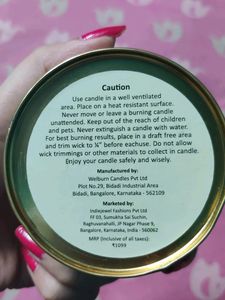 Caution
Use candle in a well ventilated
area. Place on a heat resistant surface.
Never move or leave a burning candle
unattended. Keep out of the reach of children
and pets. Never extinguish a candle with water.
For best burning results, place in a draft free area
and trim wick to ¼" before eachuse. Do not allow
wick trimmings or other materials to collect in candle.
Enjoy your candle safely and wisely.
Manufactured by:
Welburn Candles Pvt Ltd
Plot No.29, Bidadi Industrial Area
Bidadi, Bangalore, Karnataka - 562109
Marketed by:
Indiejewel Fashions Pvt Ltd
FF 03, Sumukha Sai Suchin,
Raghuvanahalli, JP Nagar Phase 9,
Bangalore, Karnataka, India - 560062
MRP (Inclusive of all taxes):
₹1099